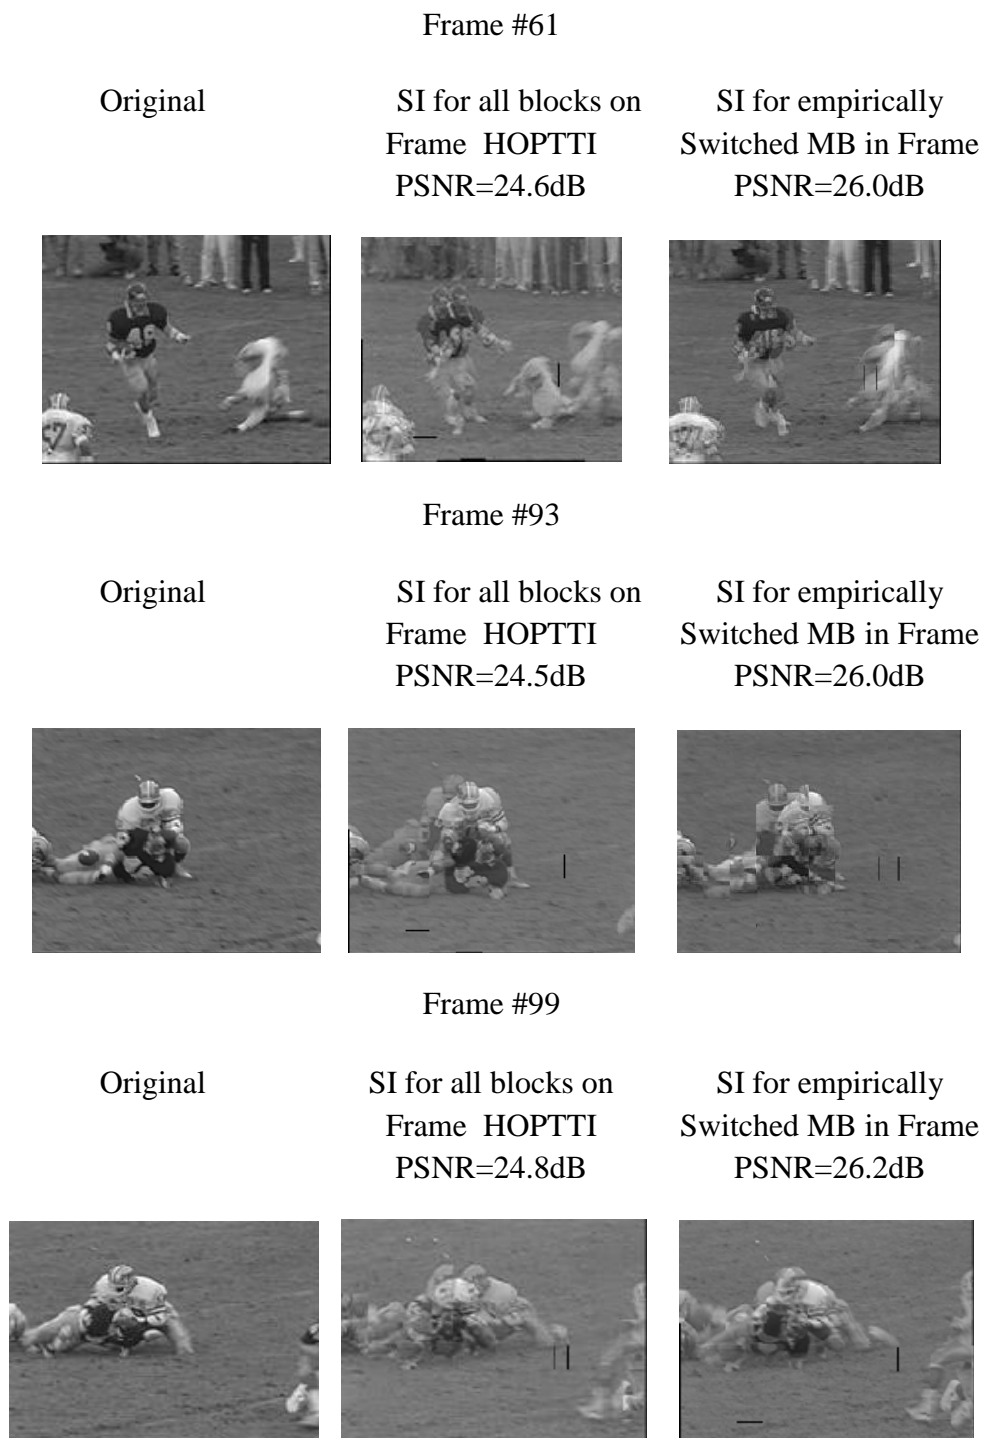 Frame #61
Original
SI for all blocks on
Frame HOPTTI
PSNR=24.6dB
SI for empirically
Switched MB in Frame
PSNR=26.0dB
Frame #93
Original
SI for all blocks on
Frame HOPTTI
PSNR=24.5dB
SI for empirically
Switched MB in Frame
PSNR=26.0dB
Frame #99
Original
SI for all blocks on
Frame HOPTTI
PSNR=24.8dB
SI for empirically
Switched MB in Frame
PSNR=26.2dB